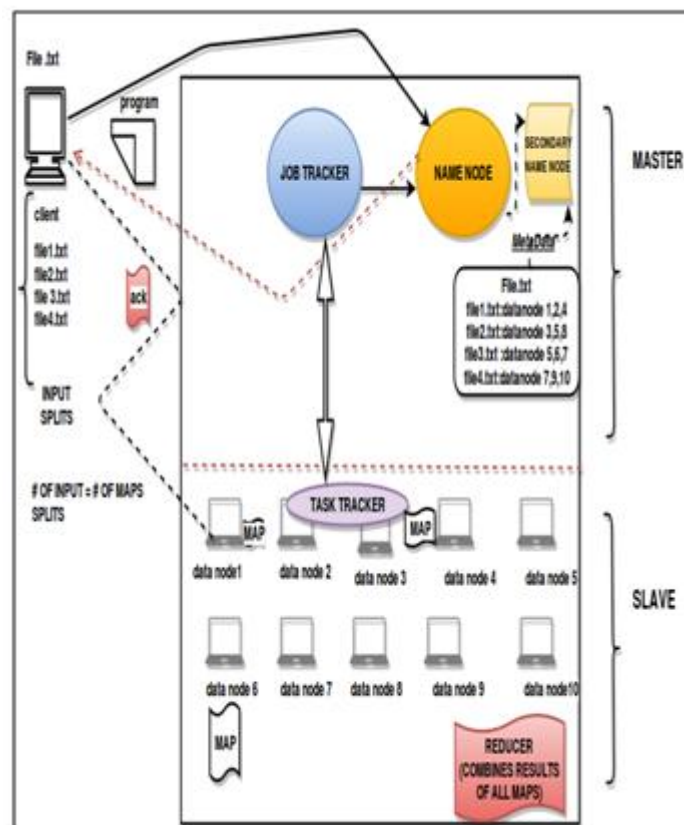 File .txt
program
client
file1.txt
file2.txt
file 3.txt
file4.txt
ack
INPUT
SPLITS
# OF INPUT = # OF MAPS
SPLITS
JOB TRACKER
NAME NODE
SECONDARY
NAME NODE
MetaData
File.txt
file1.txt:datanode 1,2,4
file2.txt:datanode 3,5,8
file3.txt :datanode 5,6,7
file4.txt:datanode 7,9,10
MASTER
TASK TRACKER
MAP
MAP
data node1
data node 2
data node 3
data node 4
data node 5
SLAVE
data node 6
data node 7
data node 8
data node 9
data node10
MAP
REDUCER
(COMBINES RESULTS
OF ALL MAPS)